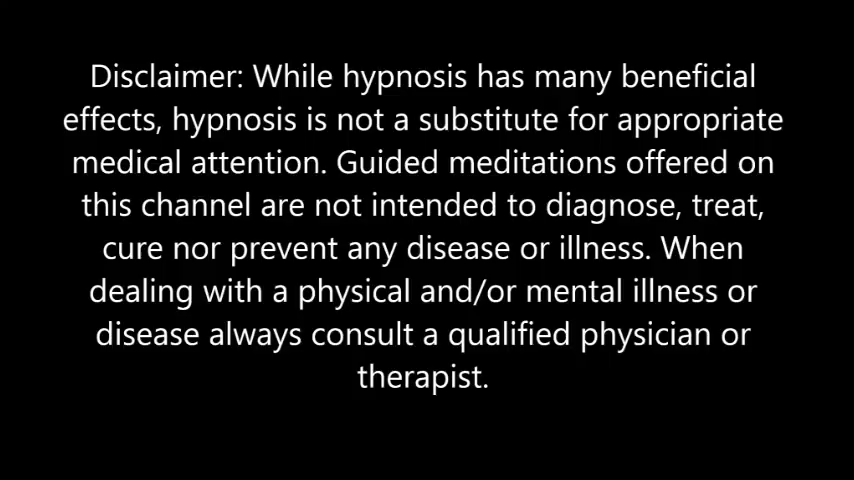 Disclaimer: While hypnosis has many beneficial
effects, hypnosis is not a substitute for appropriate
medical attention. Guided meditations offered on
this channel are not intended to diagnose, treat,
cure nor prevent any disease or illness. When
dealing with a physical and/or mental illness or
disease always consult a qualified physician or
therapist.